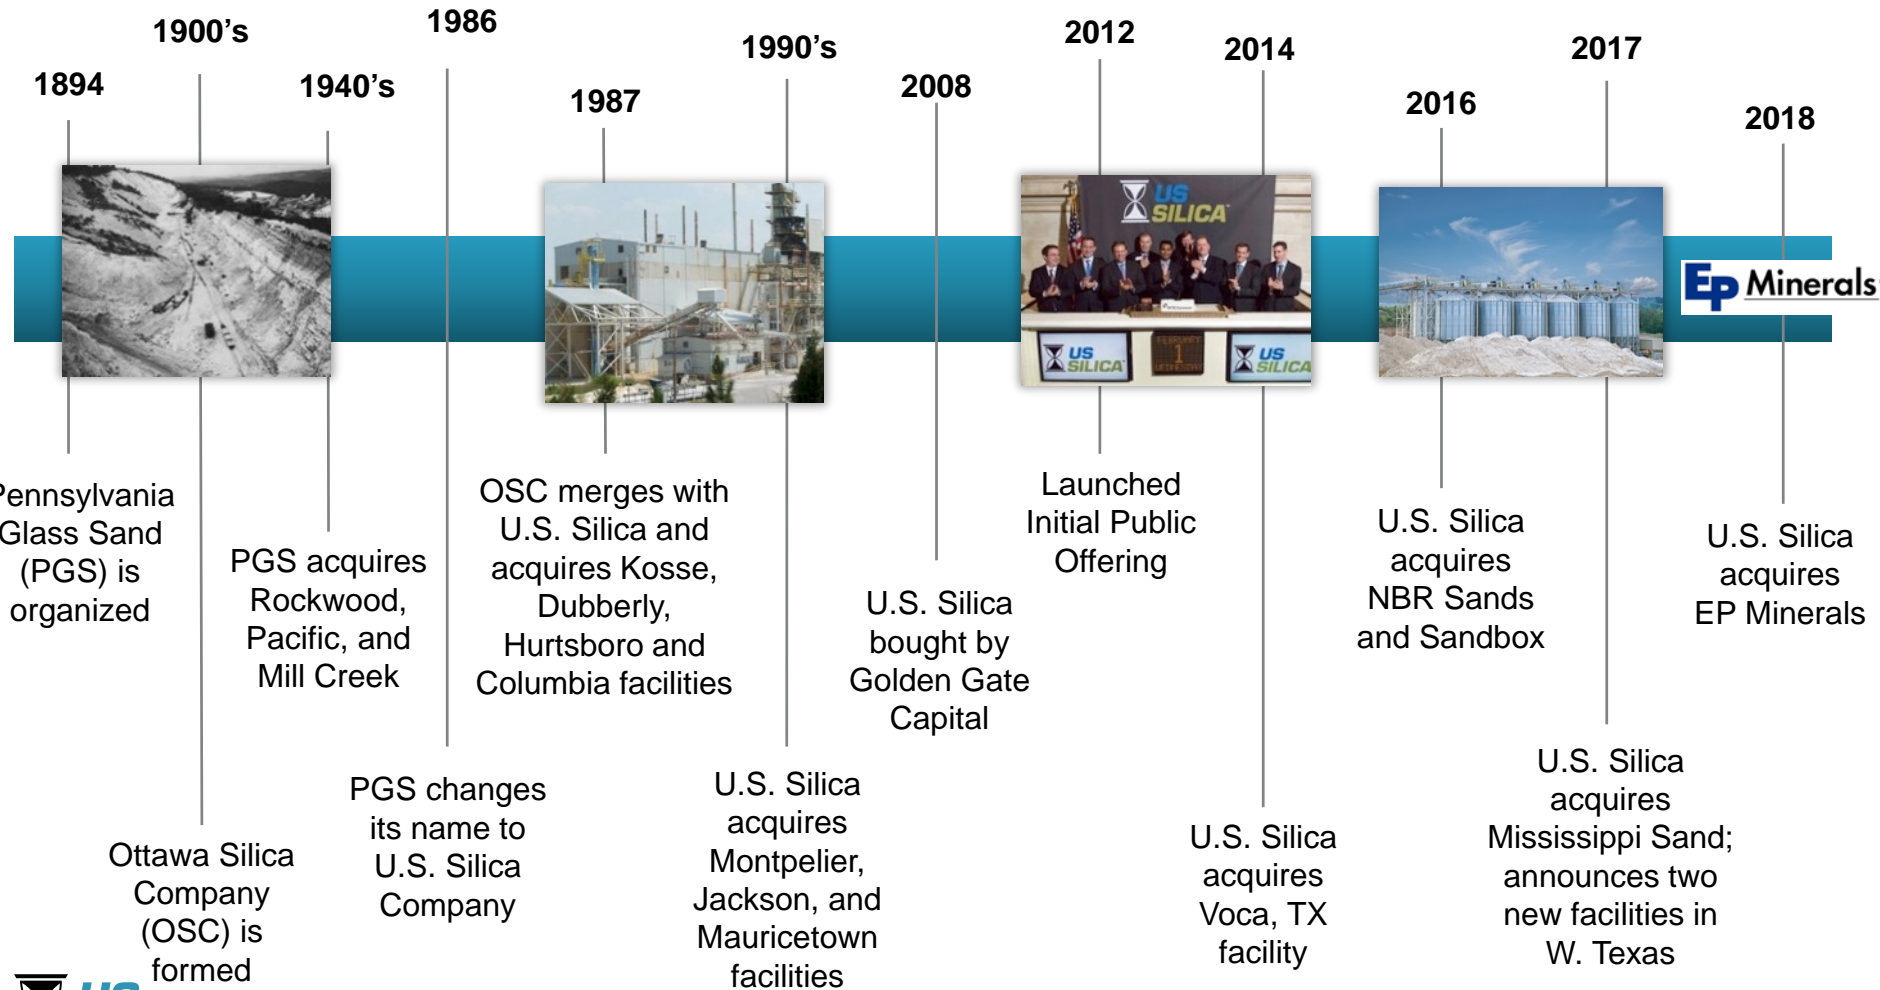 1894
Pennsylvania
Glass Sand
(PGS) is
organized
1900’s
Ottawa Silica
Company
(OSC) is
formed
1940’s
PGS acquires
Rockwood,
Pacific, and
Mill Creek
1986
PGS changes
its name to
U.S. Silica
Company
1987
OSC merges with
U.S. Silica and
acquires Kosse,
Dubberly,
Hurtsboro and
Columbia facilities
1990’s
U.S. Silica
acquires
Montpelier,
Jackson, and
Mauricetown
facilities
2008
U.S. Silica
bought by
Golden Gate
Capital
2012
US
SILICA
US
SILICA
FEBRUARY
1
WEDNESDAY
US
SILICA
Launched
Initial Public
Offering
2014
U.S. Silica
acquires
Voca, TX
facility
2016
U.S. Silica
acquires
NBR Sands
and Sandbox
2017
U.S. Silica
acquires
Mississippi Sand;
announces two
new facilities in
W. Texas
2018
EP Minerals
U.S. Silica
acquires
EP Minerals
US